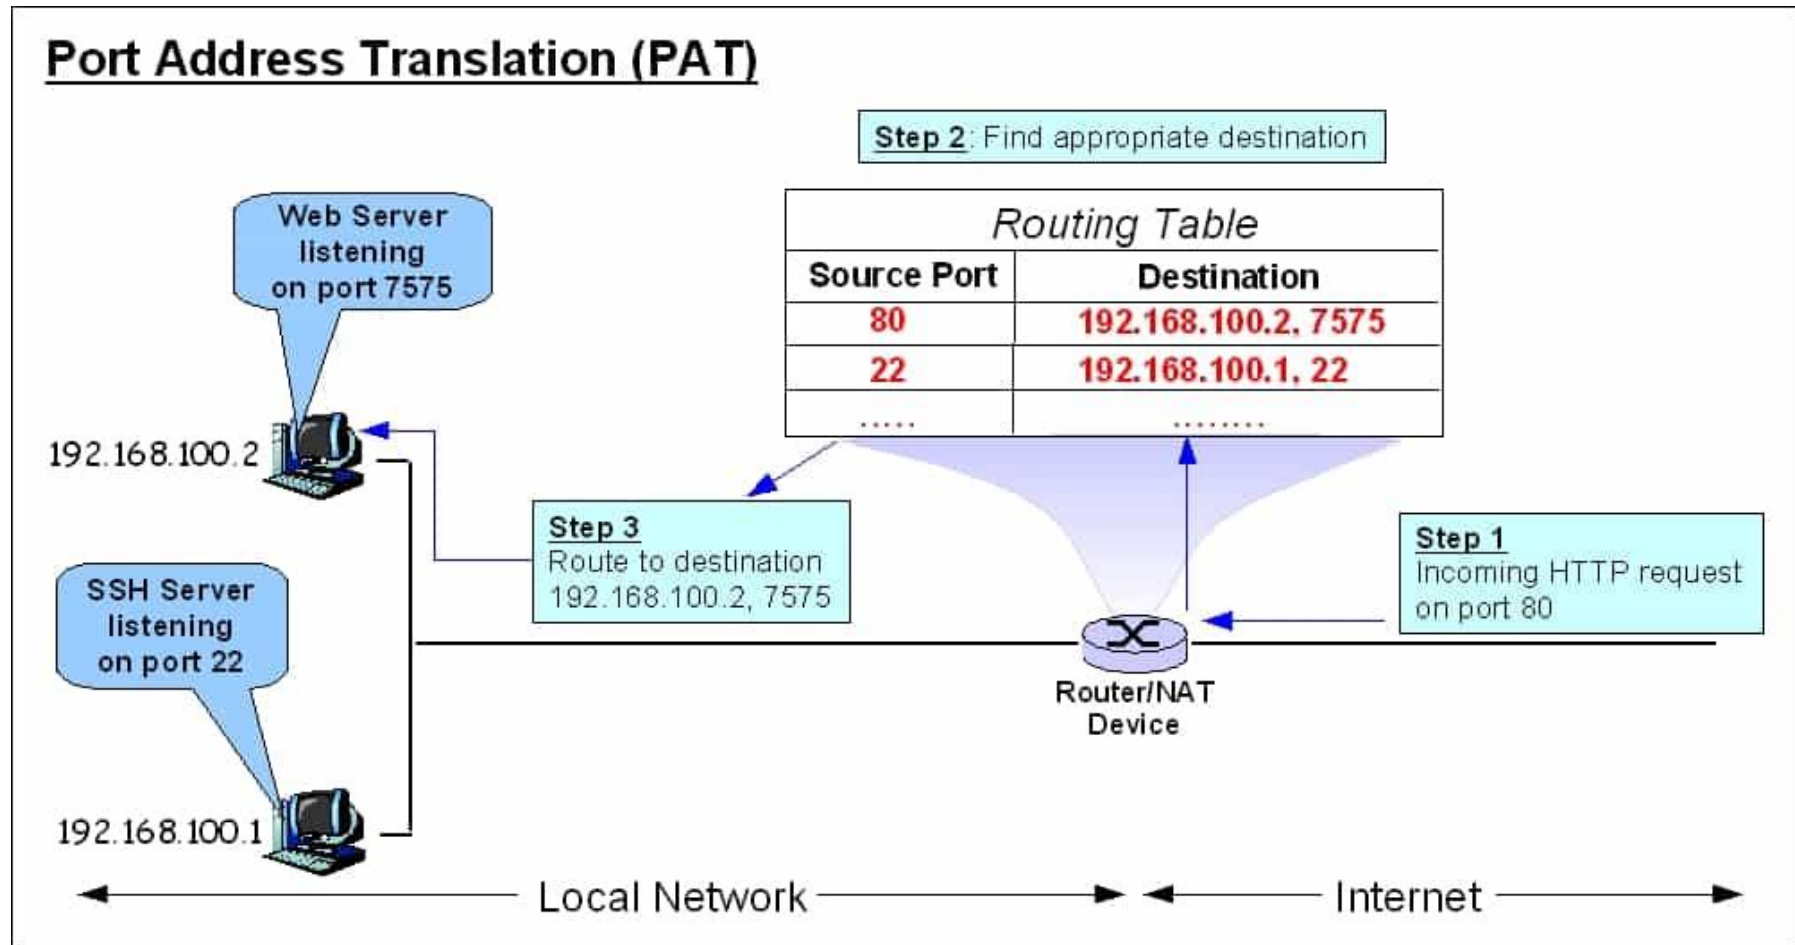 Port Address Translation (PAT)
Step 2: Find appropriate destination
Web Server
listening
on port 7575
Routing Table
Source Port Destination
80 192.168.100.2, 7575
22 192.168.100.1, 22
..... ........
192.168.100.2
Step 3
Route to destination
192.168.100.2, 7575
Step 1
Incoming HTTP request
on port 80
SSH Server
listening
on port 22
Router/NAT
Device
192.168.100.1
Local Network
Internet